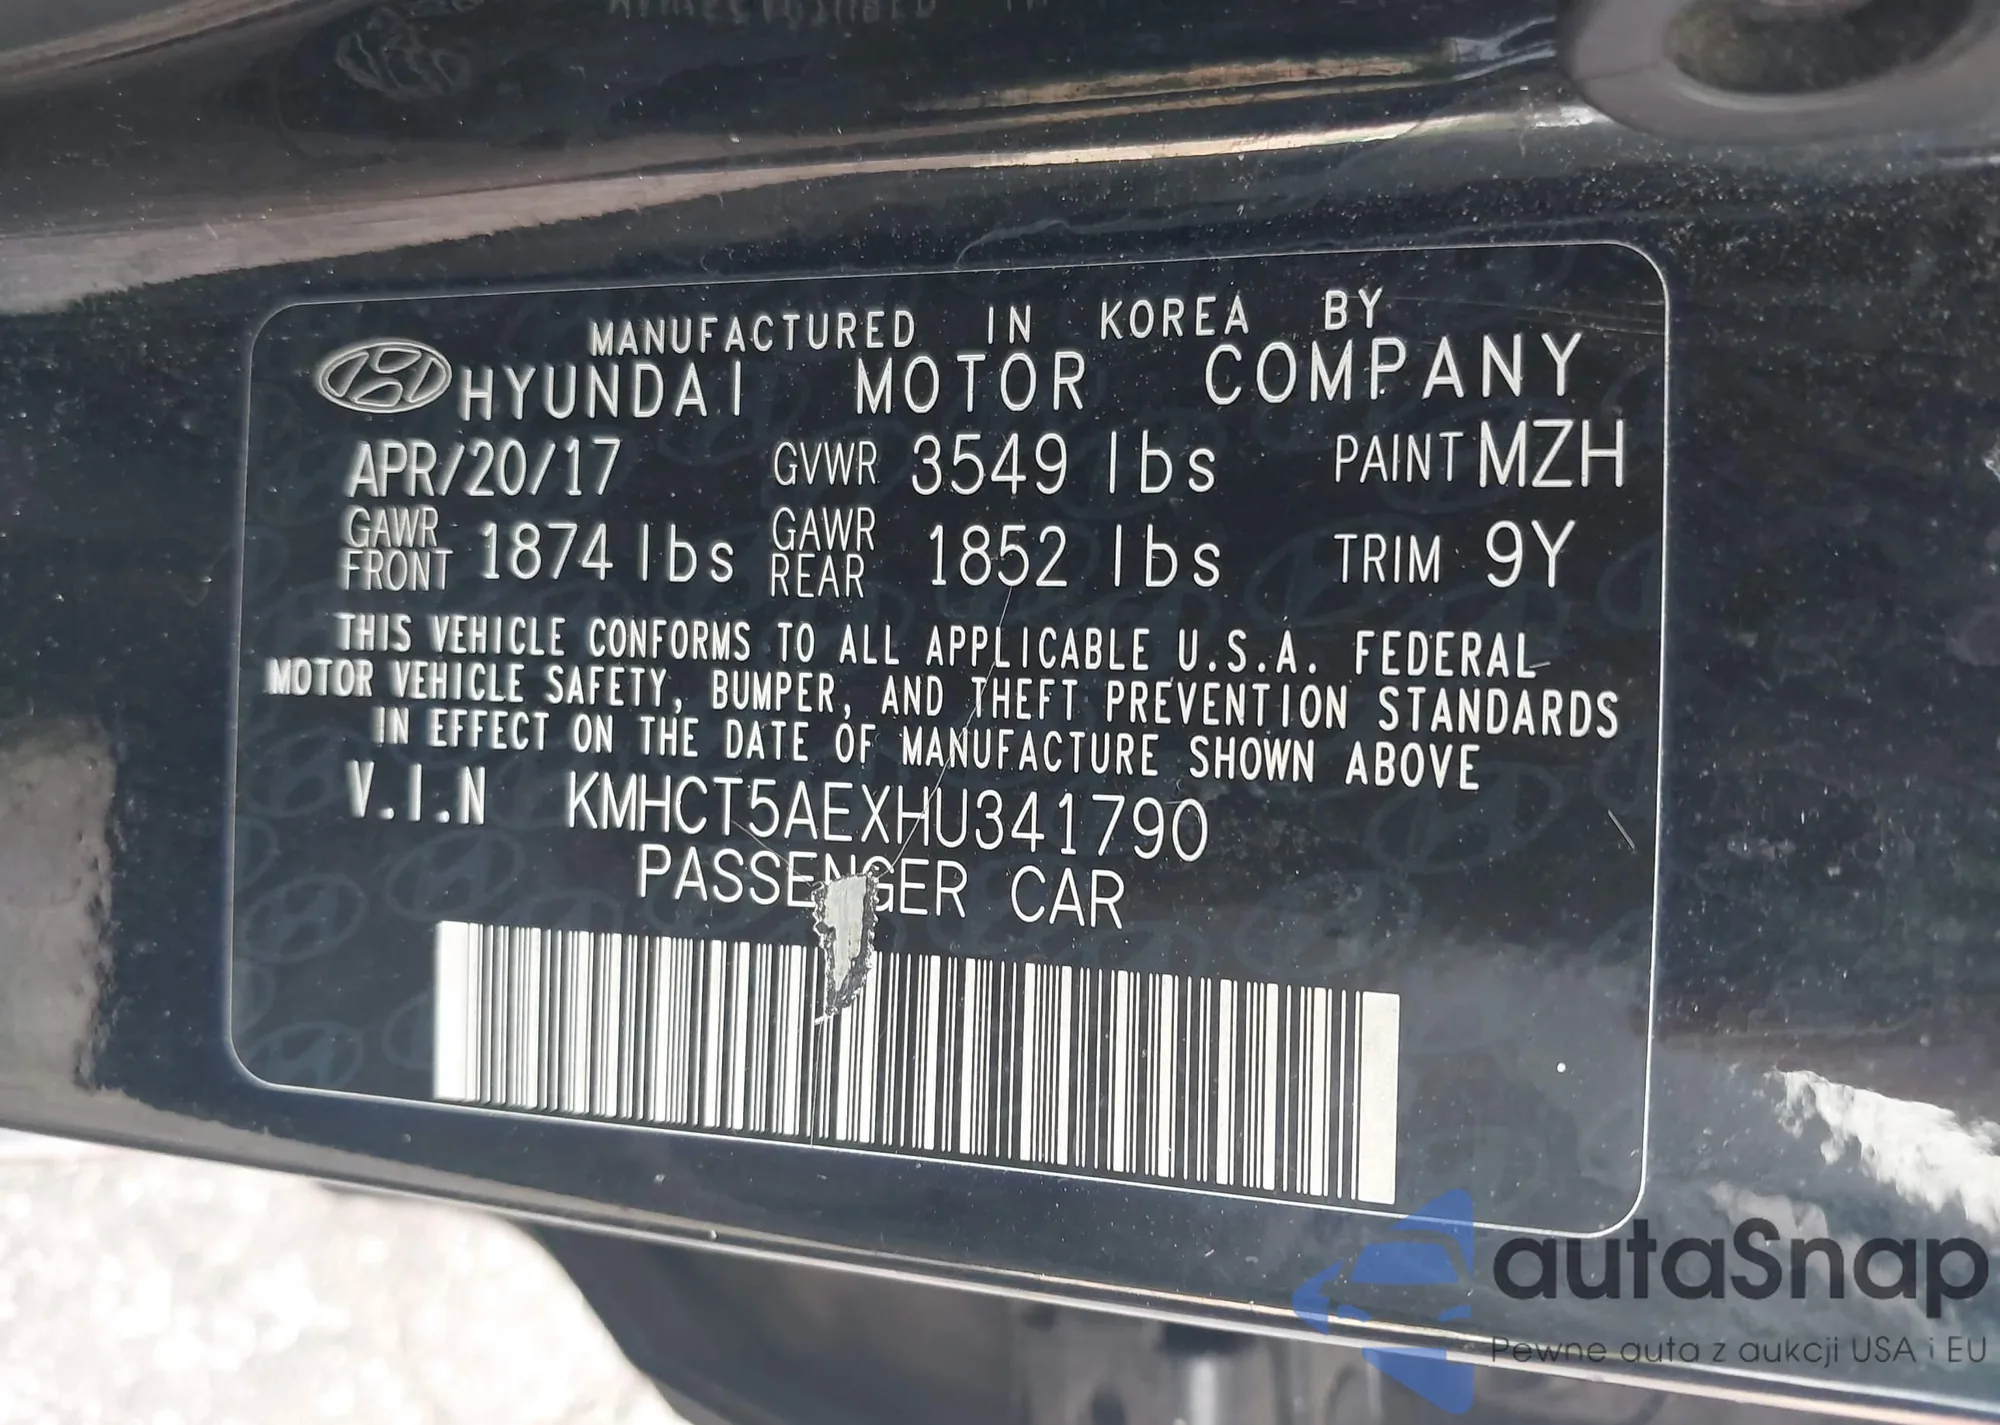 MANUFACTURED IN KOREA BY
HYUNDAI MOTOR COMPANY
APR/20/17 GVWR 3549 lbs PAINT MZH
GAWR FRONT 1874 lbs GAWR REAR 1852 lbs TRIM 9Y
THIS VEHICLE CONFORMS TO ALL APPLICABLE U.S.A. FEDERAL
MOTOR VEHICLE SAFETY, BUMPER, AND THEFT PREVENTION STANDARDS
IN EFFECT ON THE DATE OF MANUFACTURE SHOWN ABOVE
V.I.N KMHCT5AEXHU341790
PASSENGER CAR
autaSnap
Pewne auta z aukcji USA i EU